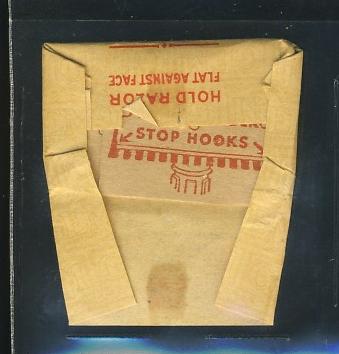 HOLD RAZOR
FLAT AGAINST FACE
STOP HOOKS